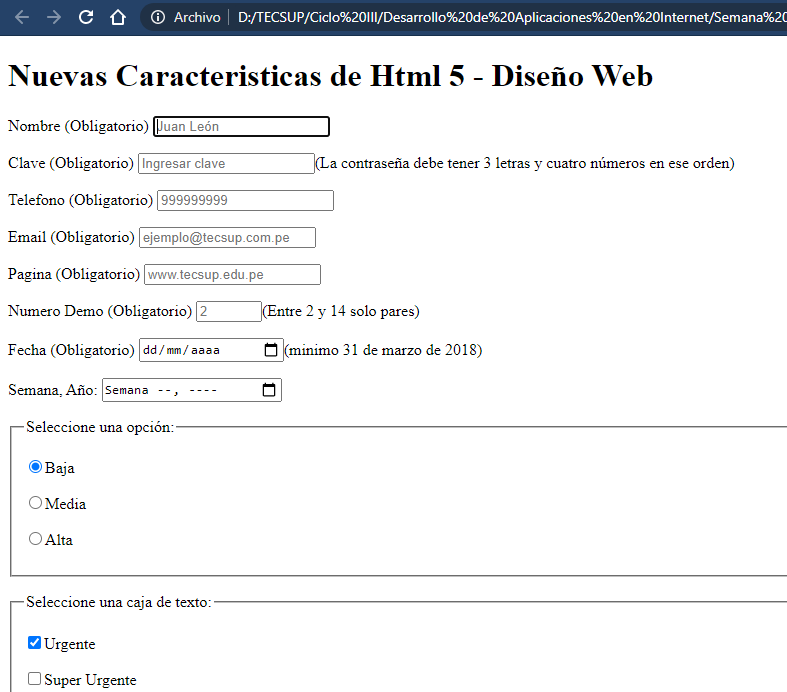 Archivo | D:/TECSUP/Ciclo%20III/Desarrollo%20de%20Aplicaciones%20en%20Internet/Semana%20
Nuevas Caracteristicas de Html 5 - Diseño Web
Nombre (Obligatorio) Juan León
Clave (Obligatorio) Ingresar clave (La contraseña debe tener 3 letras y cuatro números en ese orden)
Telefono (Obligatorio) 999999999
Email (Obligatorio) ejemplo@tecsup.com.pe
Pagina (Obligatorio) www.tecsup.edu.pe
Numero Demo (Obligatorio) 2 (Entre 2 y 14 solo pares)
Fecha (Obligatorio) dd/mm/aaaa (minimo 31 de marzo de 2018)
Semana, Año: Semana --, ----
Seleccione una opción:
Baja
Media
Alta
Seleccione una caja de texto:
Urgente
Super Urgente